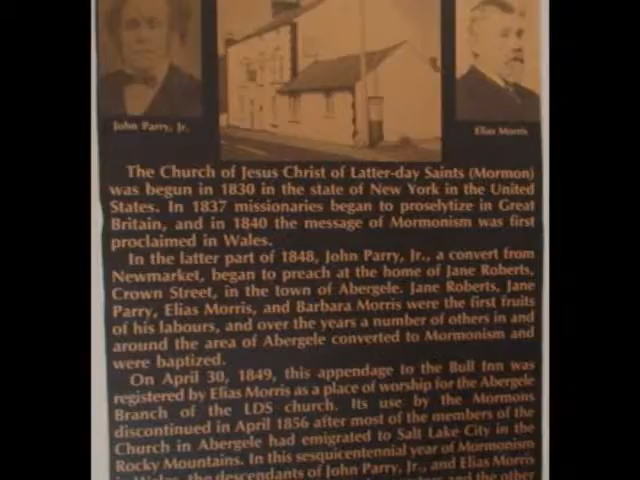 John Parry, Jr.
Elias Morris
The Church of Jesus Christ of Latter-day Saints (Mormon)
was begun in 1830 in the state of New York in the United
States. In 1837 missionaries began to proselytize in Great
Britain, and in 1840 the message of Mormonism was first
proclaimed in Wales.
In the latter part of 1848, John Parry, Jr., a convert from
Newmarket, began to preach at the home of Jane Roberts,
Crown Street, in the town of Abergele. Jane Roberts, Jane
Parry, Elias Morris, and Barbara Morris were the first fruits
of his labours, and over the years a number of others in and
around the area of Abergele converted to Mormonism and
were baptized.
On April 30, 1849, this appendage to the Bull Inn was
registered by Elias Morris as a place of worship for the Abergele
Branch of the LDS church. Its use by the Mormons
discontinued in April 1856 after most of the members of the
Church in Abergele had emigrated to Salt Lake City in the
Rocky Mountains. In this sesquicentennial year of Mormonism
in Wales, the descendants of John Parry, Jr., and Elias Morris
and the other